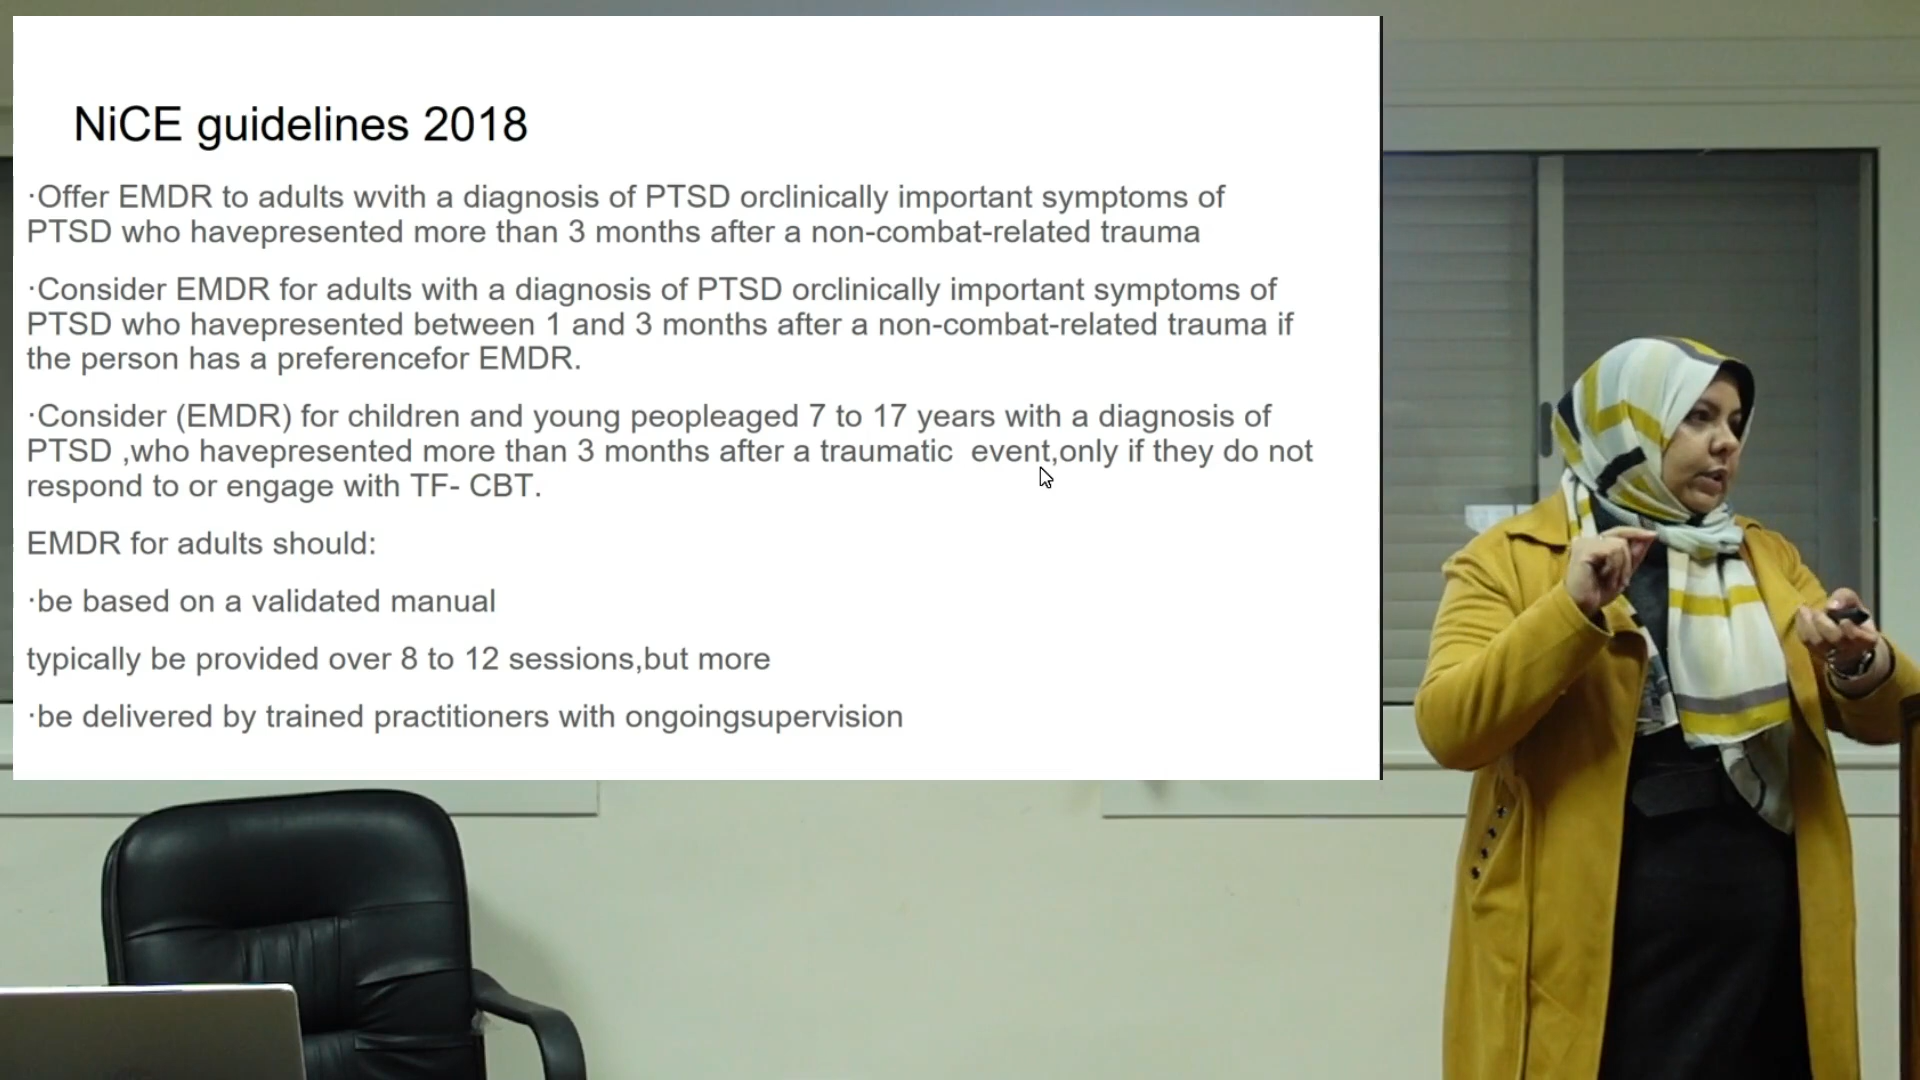 NiCE guidelines 2018
·Offer EMDR to adults wvith a diagnosis of PTSD orclinically important symptoms of
PTSD who havepresented more than 3 months after a non-combat-related trauma
·Consider EMDR for adults with a diagnosis of PTSD orclinically important symptoms of
PTSD who havepresented between 1 and 3 months after a non-combat-related trauma if
the person has a preferencefor EMDR.
·Consider (EMDR) for children and young peopleaged 7 to 17 years with a diagnosis of
PTSD ,who havepresented more than 3 months after a traumatic  event,only if they do not
respond to or engage with TF- CBT.
EMDR for adults should:
·be based on a validated manual
typically be provided over 8 to 12 sessions,but more
·be delivered by trained practitioners with ongoingsupervision